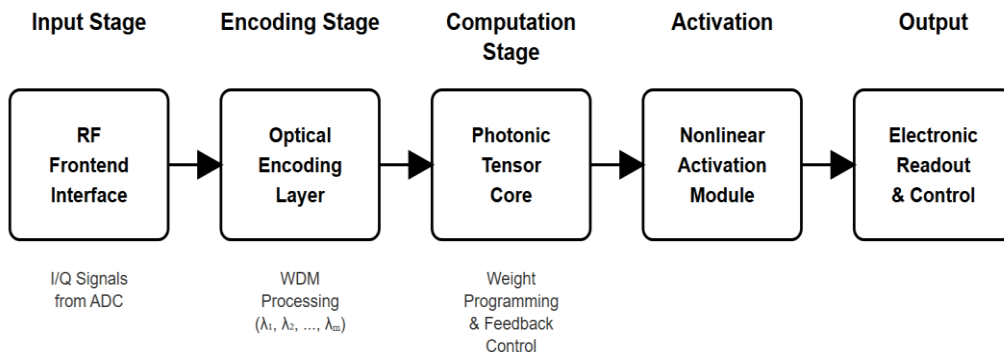 Input Stage
Encoding Stage
Computation
Stage
Activation
Output
RF
Frontend
Interface
Optical
Encoding
Layer
Photonic
Tensor
Core
Nonlinear
Activation
Module
Electronic
Readout
& Control
I/Q Signals
from ADC
WDM
Processing
(λ₁, λ₂, ..., λₘ)
Weight
Programming
& Feedback
Control